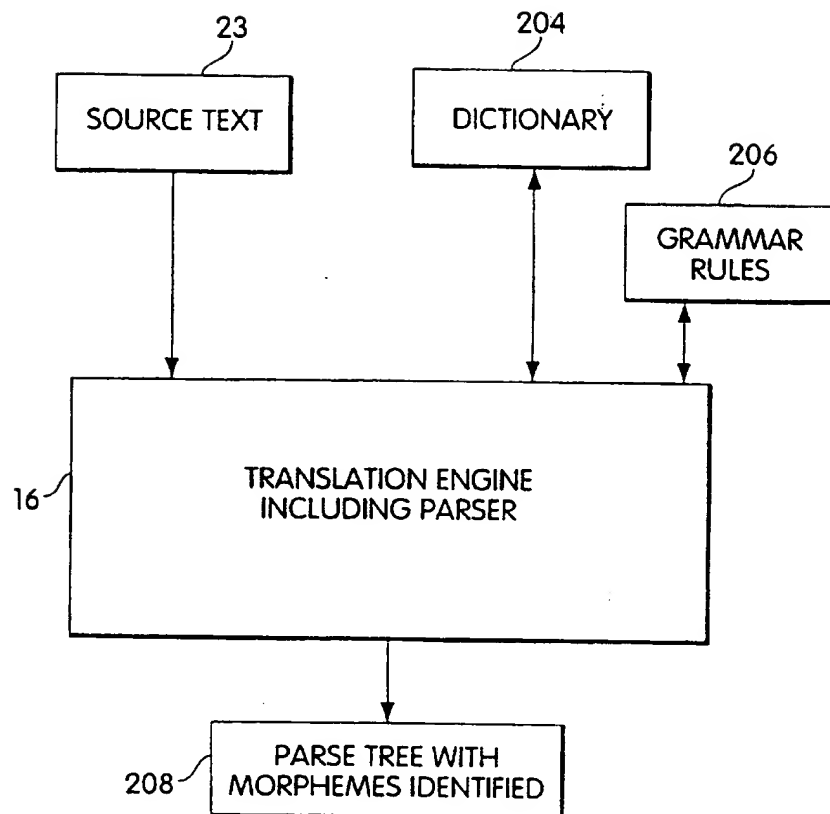 23
SOURCE TEXT
204
DICTIONARY
206
GRAMMAR
RULES
16
TRANSLATION ENGINE
INCLUDING PARSER
208
PARSE TREE WITH
MORPHEMES IDENTIFIED